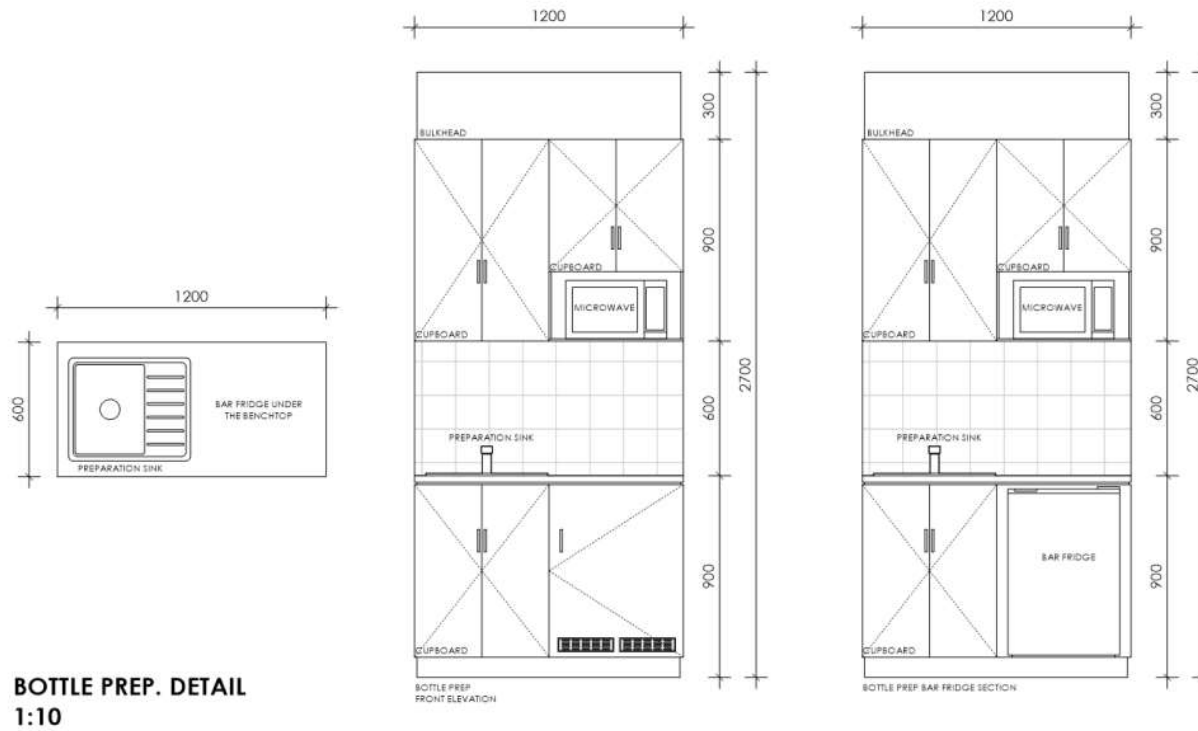 1200
600
BAR FRIDGE UNDER
THE BENCHTOP
PREPARATION SINK
BOTTLE PREP. DETAIL
1:10
1200
BULKHEAD
CUPBOARD
MICROWAVE
CUPBOARD
PREPARATION SINK
CUPBOARD
BOTTLE PREP
FRONT ELEVATION
300
900
600
900
2700
1200
BULKHEAD
CUPBOARD
MICROWAVE
CUPBOARD
PREPARATION SINK
BAR FRIDGE
CUPBOARD
BOTTLE PREP BAR FRIDGE SECTION
300
900
600
900
2700